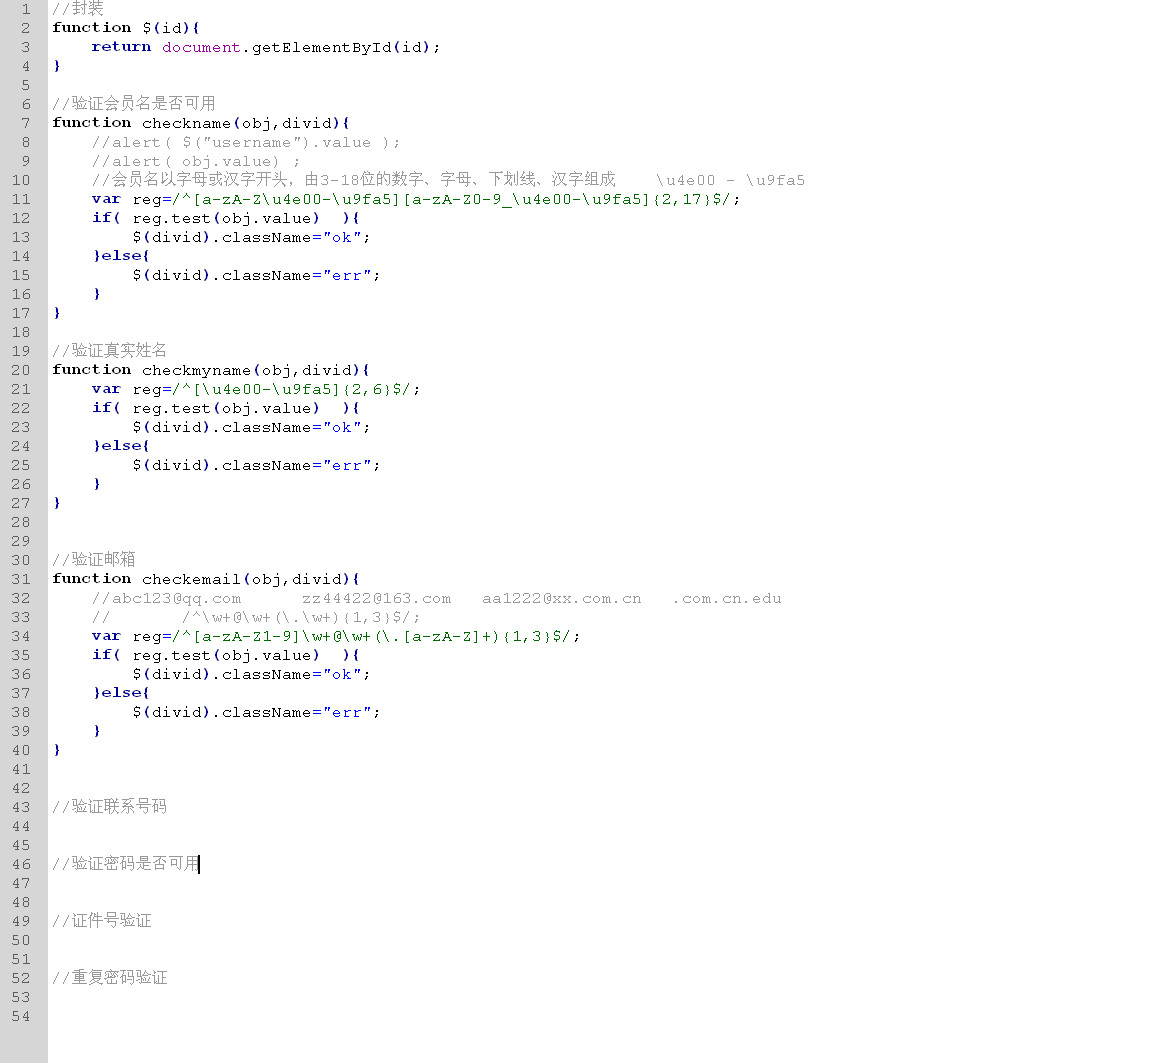 1 //封装
2 function $(id){
3     return document.getElementById(id);
4 }
5
6 //验证会员名是否可用
7 function checkname(obj,divid){
8     //alert( $("username").value );
9     //alert( obj.value) ;
10     //会员名以字母或汉字开头，由3-18位的数字、字母、下划线、汉字组成    \u4e00 - \u9fa5
11     var reg=/^[a-zA-Z\u4e00-\u9fa5][a-zA-Z0-9_\u4e00-\u9fa5]{2,17}$/;
12     if( reg.test(obj.value)  ){
13         $(divid).className="ok";
14     }else{
15         $(divid).className="err";
16     }
17 }
18
19 //验证真实姓名
20 function checkmyname(obj,divid){
21     var reg=/^[\u4e00-\u9fa5]{2,6}$/;
22     if( reg.test(obj.value)  ){
23         $(divid).className="ok";
24     }else{
25         $(divid).className="err";
26     }
27 }
28
29
30 //验证邮箱
31 function checkemail(obj,divid){
32     //abc123@qq.com      zz44422@163.com   aa1222@xx.com.cn   .com.cn.edu
33     //       /^\w+@\w+(\.\w+){1,3}$/;
34     var reg=/^[a-zA-Z1-9]\w+@\w+(\.[a-zA-Z]+){1,3}$/;
35     if( reg.test(obj.value)  ){
36         $(divid).className="ok";
37     }else{
38         $(divid).className="err";
39     }
40 }
41
42
43 //验证联系号码
44
45
46 //验证密码是否可用
47
48
49 //证件号验证
50
51
52 //重复密码验证
53
54